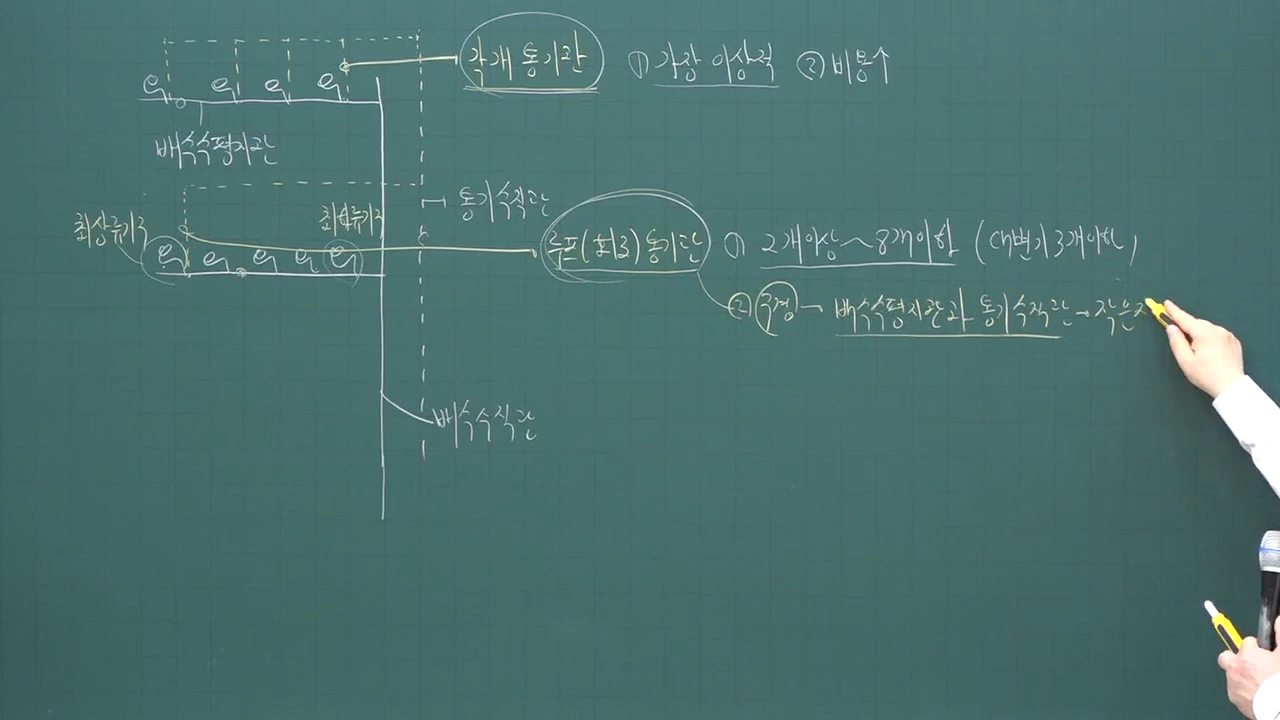 각개 통기관 ① 가장 이상적 ② 비용↑
배수수평지관
통기수직관
최상류기구 최하류기구
루프(회로)통기관 ① 2개이상~8개이하 (대변기3개이하)
② 구경 → 배수수평지관과 통기수직관 → 작은
배수수직관